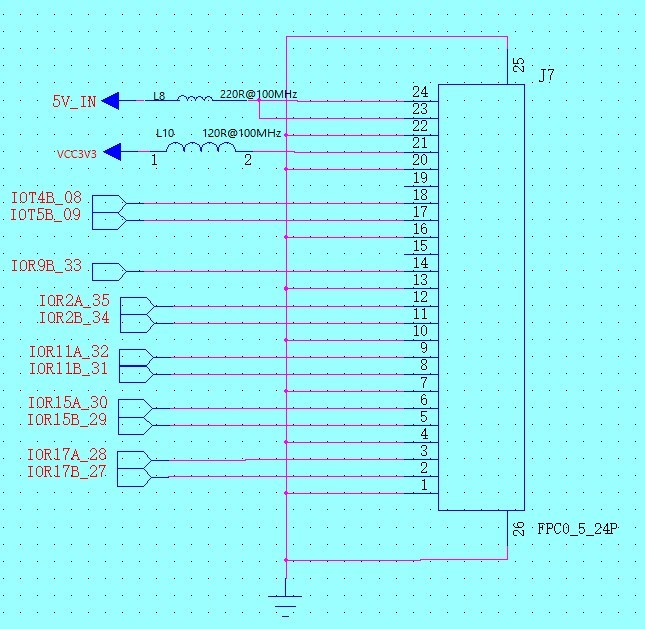 25
J7
5V_IN
L8
220R@100MHz
24
23
22
VCC3V3
L10
120R@100MHz
1
2
21
20
19
IOT4B_08
18
IOT5B_09
17
16
15
IOR9B_33
14
13
IOR2A_35
12
IOR2B_34
11
10
IOR11A_32
9
IOR11B_31
8
7
IOR15A_30
6
IOR15B_29
5
4
IOR17A_28
3
IOR17B_27
2
1
26
FPC0_5_24P